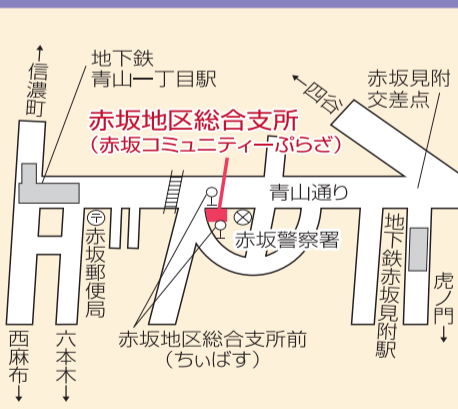 ←信濃町
地下鉄
青山一丁目駅
赤坂地区総合支所
（赤坂コミュニティーぷらざ）
←四谷
赤坂見附
交差点
青山通り
〒赤坂郵便局
赤坂警察署
地下鉄赤坂見附駅
虎ノ門→
赤坂地区総合支所前
（ちぃばす）
西麻布→
六本木→